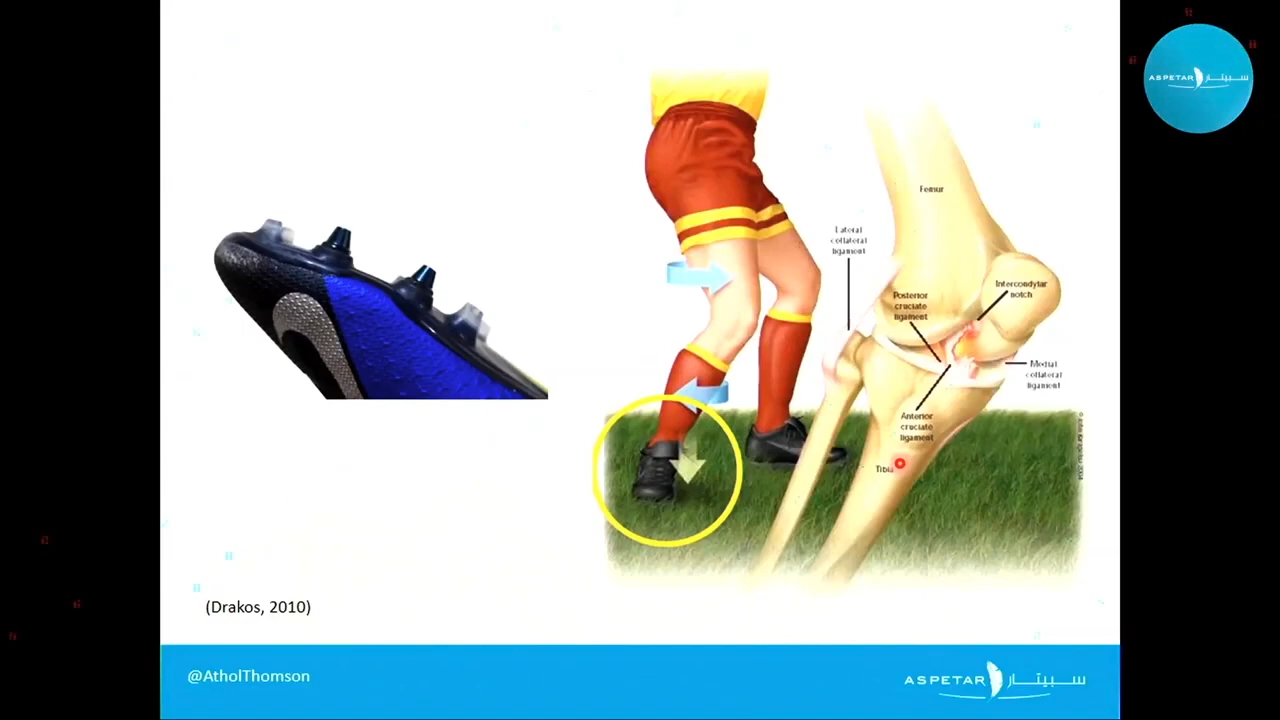 ASPETAR سبيتار
Femur
Lateral
collateral
ligament
Posterior
cruciate
ligament
Intercondylar
notch
Medial
collateral
ligament
Anterior
cruciate
ligament
Tibia
(Drakos, 2010)
@AtholThomson
ASPETAR سبيتار